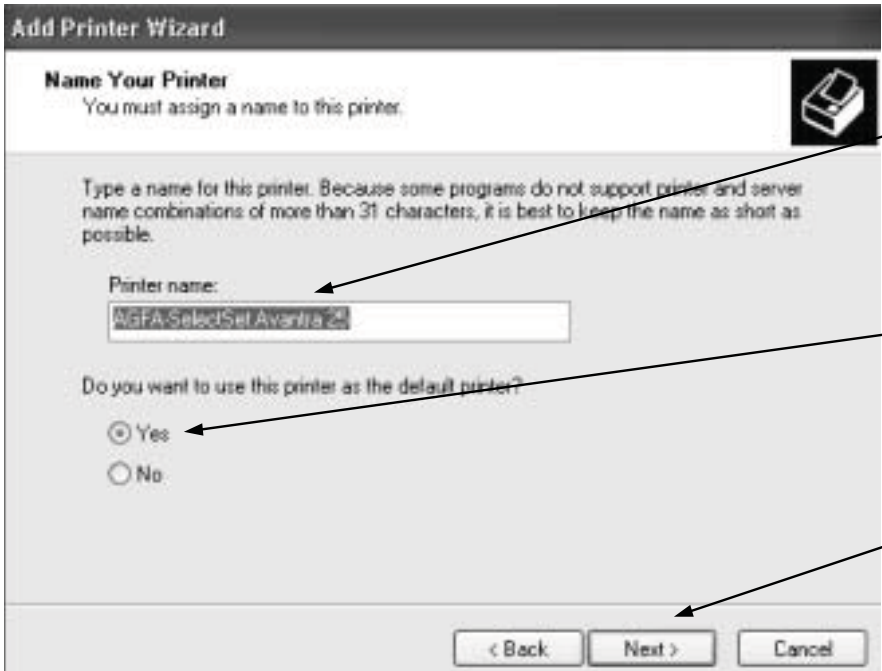 Add Printer Wizard
Name Your Printer
You must assign a name to this printer.
Type a name for this printer. Because some programs do not support printer and server
name combinations of more than 31 characters, it is best to keep the name as short as
possible.
Printer name:
AGFA-SelectSet Avantra 25
Do you want to use this printer as the default printer?
Yes
No
< Back
Next >
Cancel